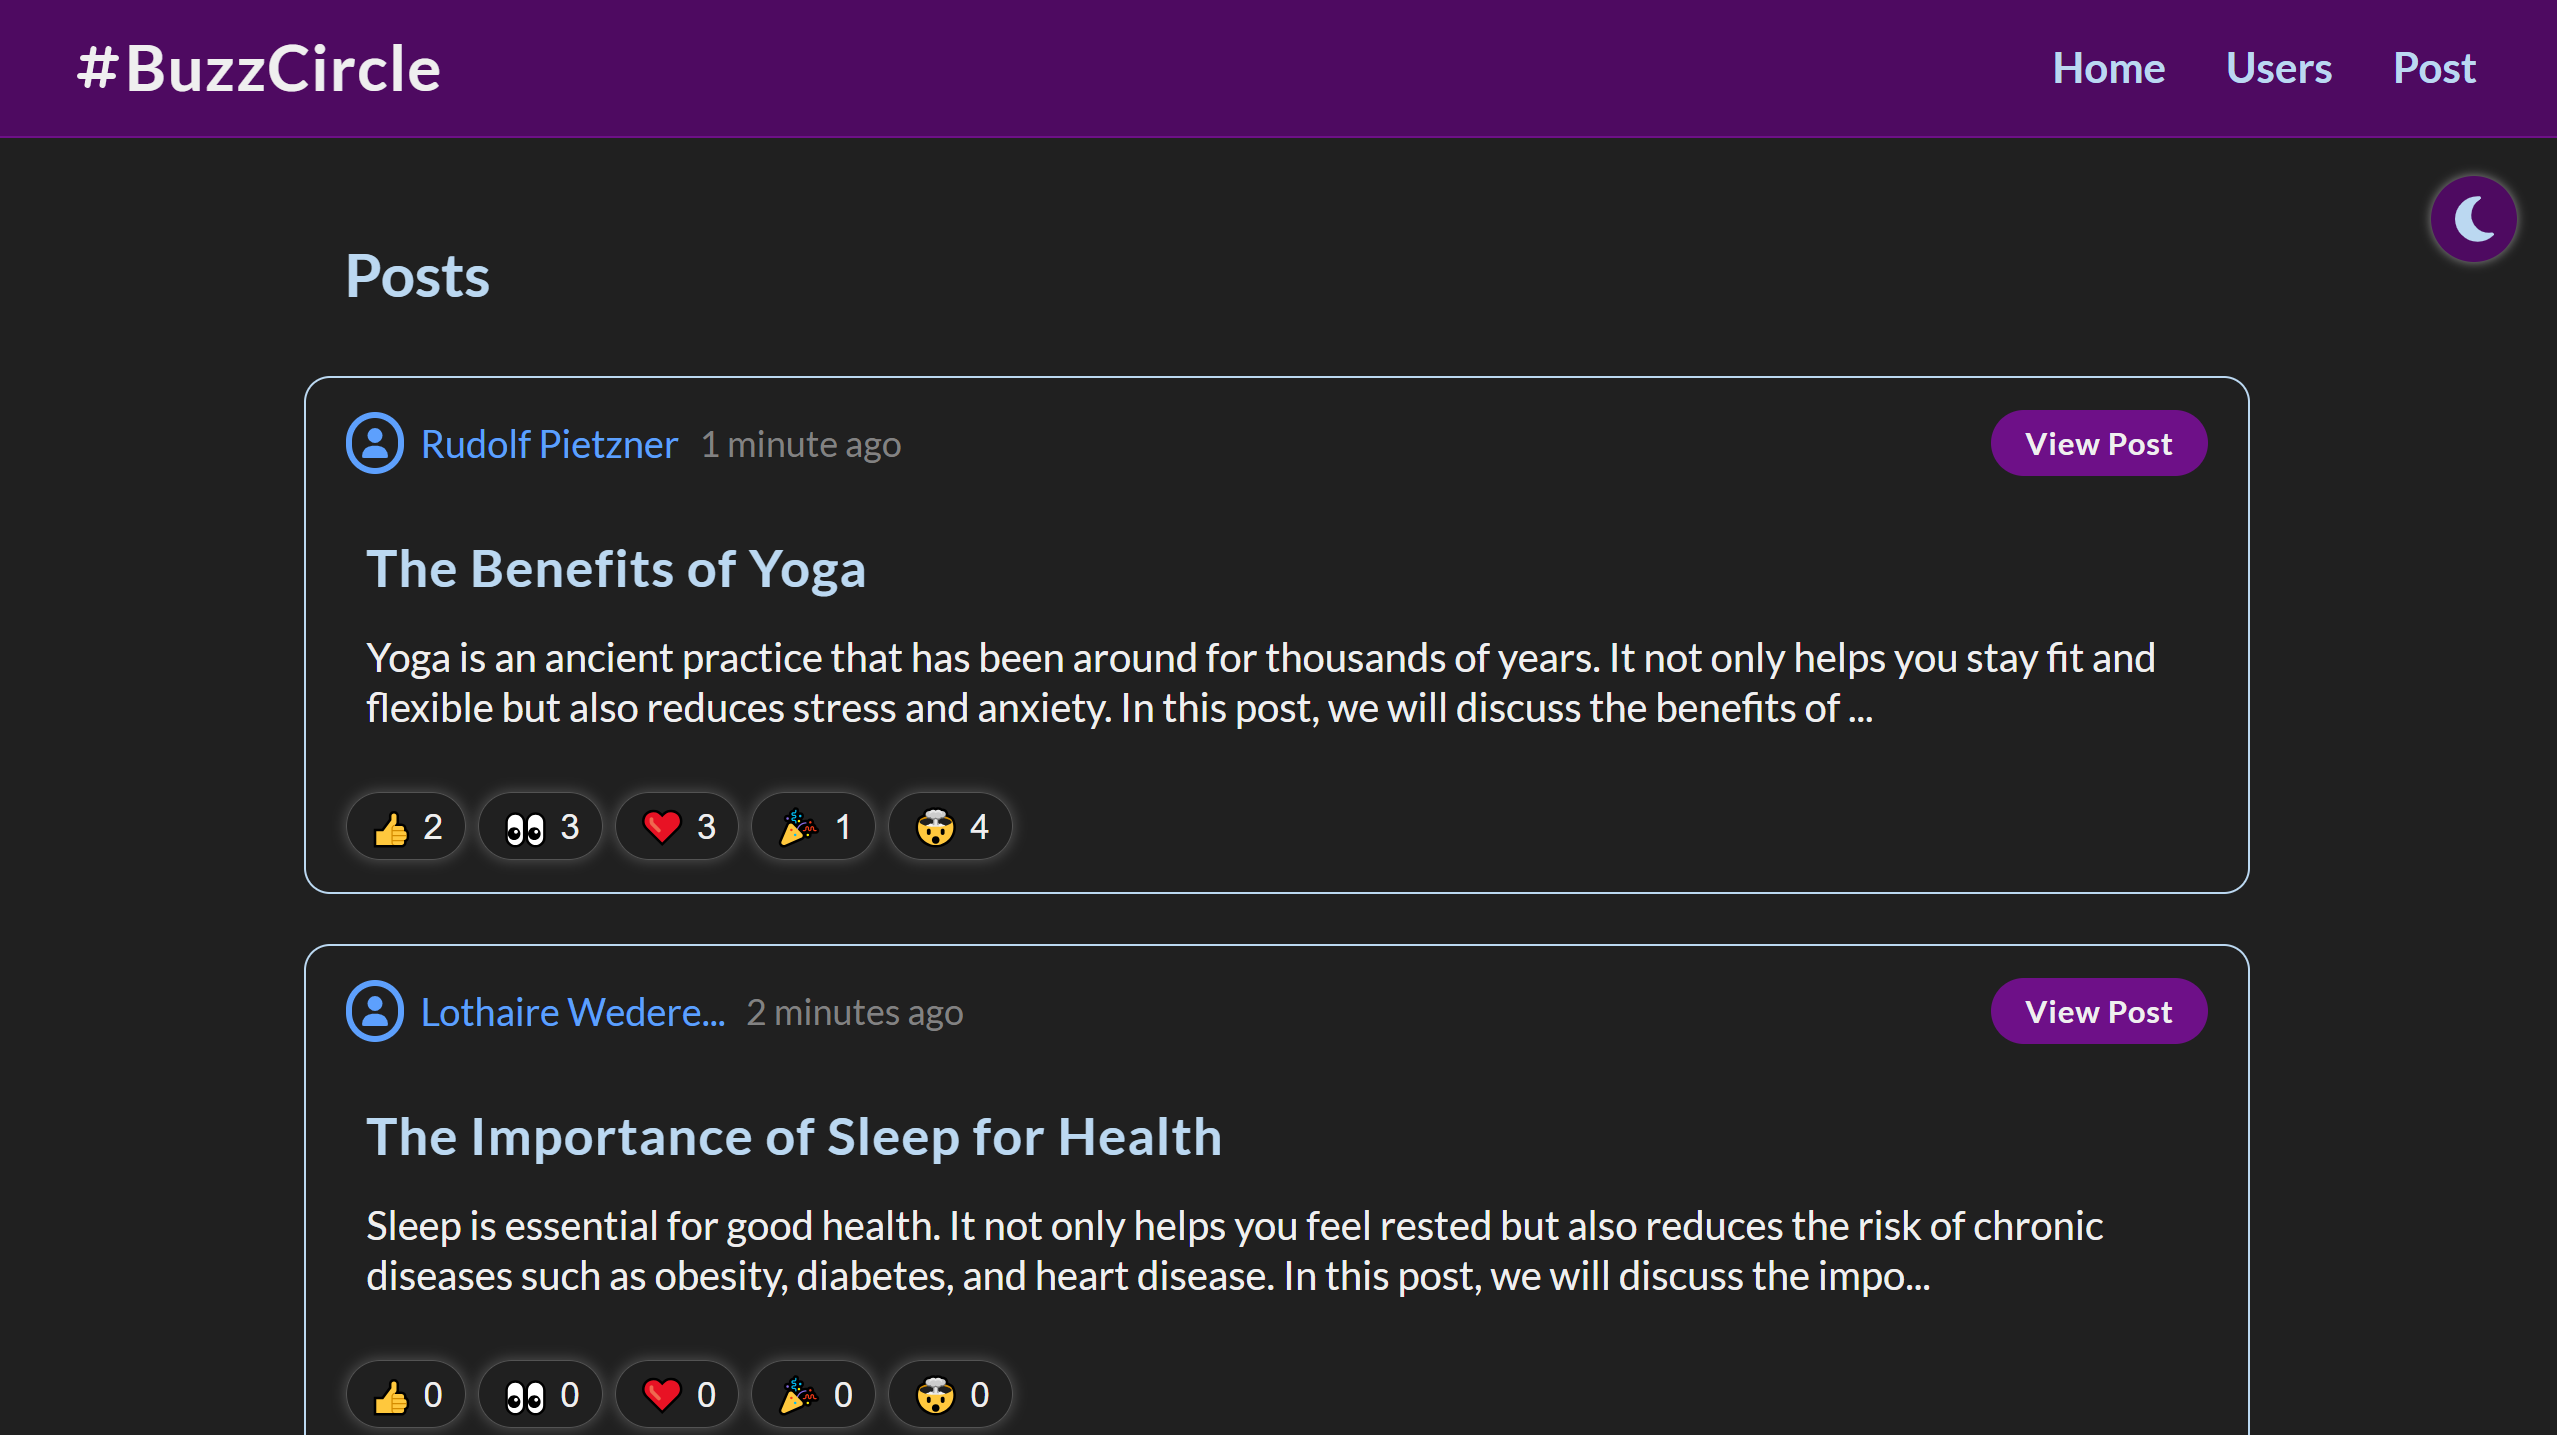 #BuzzCircle
Home Users Post
Posts
Rudolf Pietzner 1 minute ago View Post
The Benefits of Yoga
Yoga is an ancient practice that has been around for thousands of years. It not only helps you stay fit and
flexible but also reduces stress and anxiety. In this post, we will discuss the benefits of ...
👍 2 👀 3 ❤️ 3 🎉 1 🤯 4
Lothaire Wedere... 2 minutes ago View Post
The Importance of Sleep for Health
Sleep is essential for good health. It not only helps you feel rested but also reduces the risk of chronic
diseases such as obesity, diabetes, and heart disease. In this post, we will discuss the impo...
👍 0 👀 0 ❤️ 0 🎉 0 🤯 0